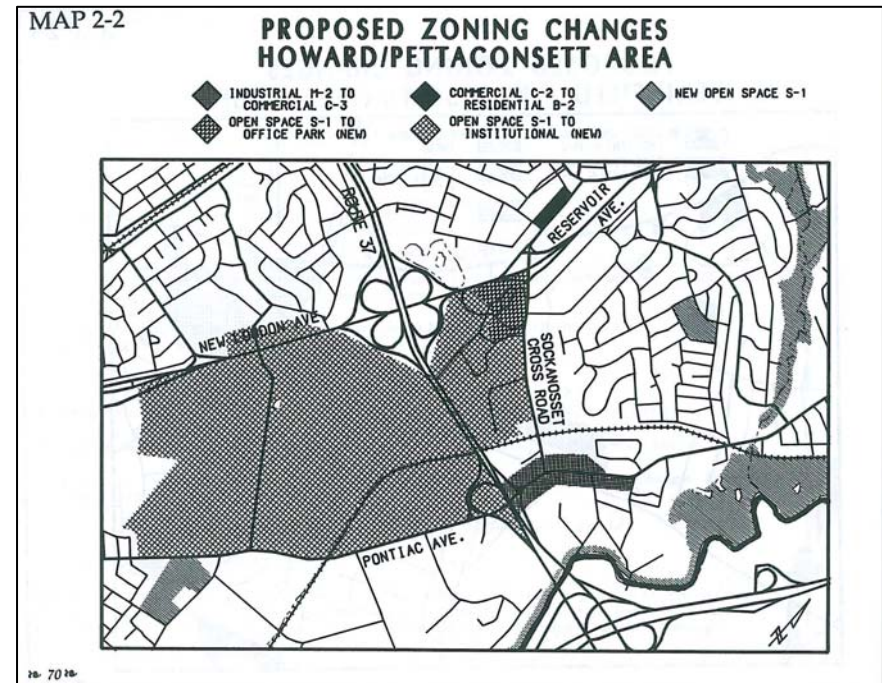 MAP 2-2
PROPOSED ZONING CHANGES
HOWARD/PETTACONSETT AREA
INDUSTRIAL M-2 TO
COMMERCIAL C-3
COMMERCIAL C-2 TO
RESIDENTIAL B-2
NEW OPEN SPACE S-1
OPEN SPACE S-1 TO
OFFICE PARK (NEW)
OPEN SPACE S-1 TO
INSTITUTIONAL (NEW)
ROUTE 37
RESERVOIR
AVE.
NEW LONDON AVE.
SOCKANOSSET
CROSS ROAD
PONTIAC AVE.
N
70